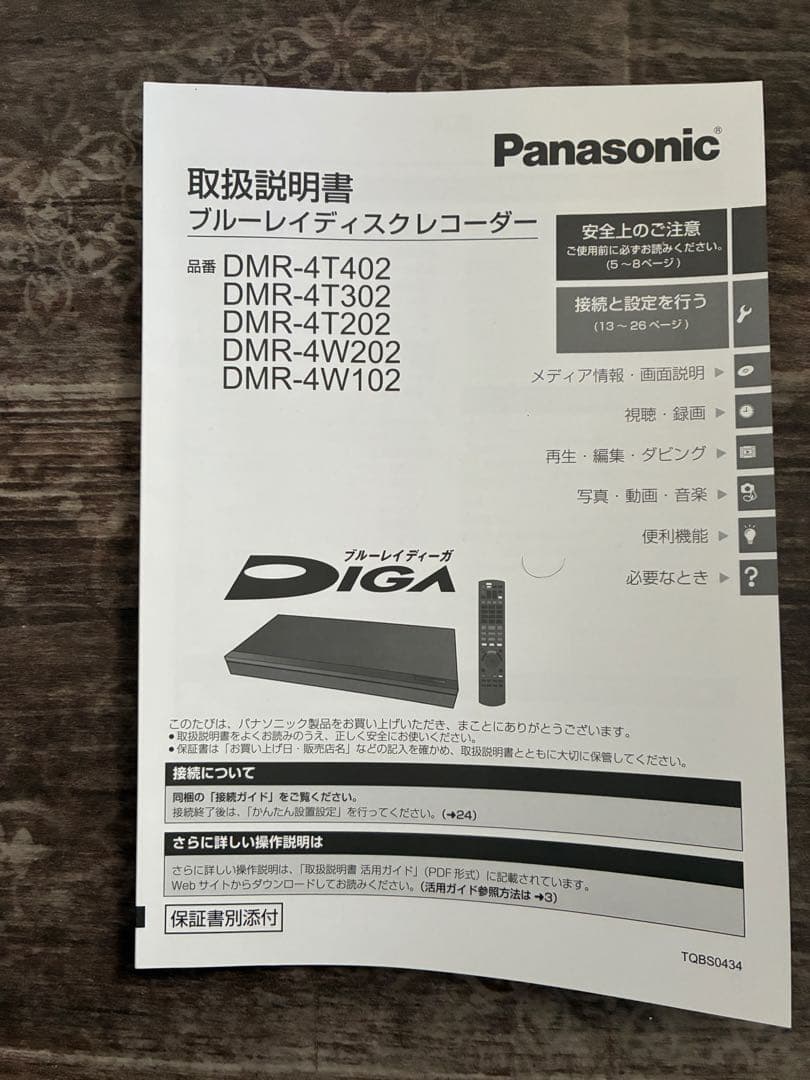 Panasonic®
取扱説明書
ブルーレイディスクレコーダー
品番 DMR-4T402
DMR-4T302
DMR-4T202
DMR-4W202
DMR-4W102
安全上のご注意
ご使用前に必ずお読みください。
(5～8ページ)
接続と設定を行う
(13～26ページ)
メディア情報・画面説明 ▶
視聴・録画 ▶
再生・編集・ダビング ▶
写真・動画・音楽 ▶
便利機能 ▶
必要なとき ▶ ?
ブルーレイディーガ
DIGA
このたびは、パナソニック製品をお買い上げいただき、まことにありがとうございます。
●取扱説明書をよくお読みのうえ、正しく安全にお使いください。
●保証書は「お買い上げ日・販売店名」などの記入を確かめ、取扱説明書とともに大切に保管してください。
接続について
同梱の「接続ガイド」をご覧ください。
接続終了後は、「かんたん設置設定」を行ってください。(➜24)
さらに詳しい操作説明は
さらに詳しい操作説明は、「取扱説明書 活用ガイド」(PDF形式)に記載されています。
Webサイトからダウンロードしてお読みください。(活用ガイド参照方法は ➜3)
保証書別添付
TQBS0434